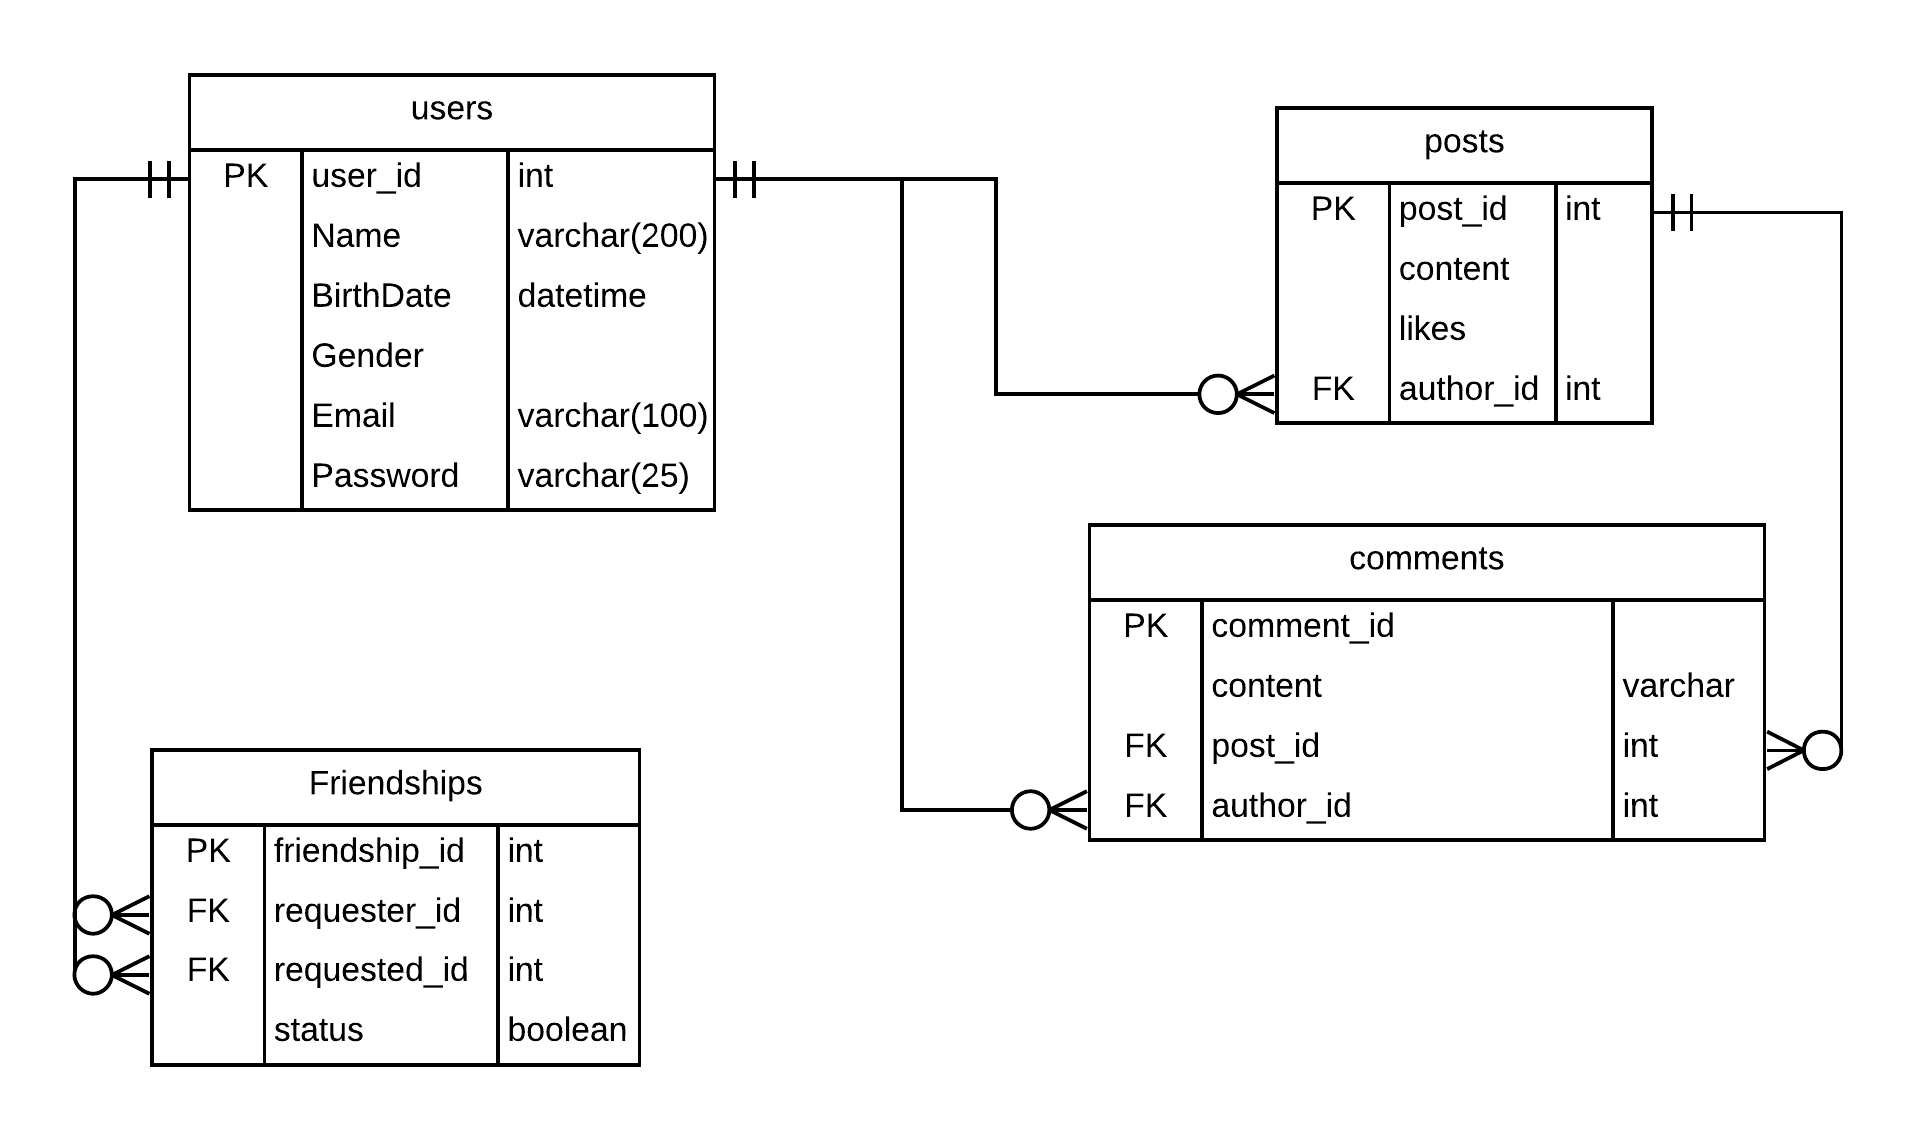 users
PK user_id int
Name varchar(200)
BirthDate datetime
Gender
Email varchar(100)
Password varchar(25)
posts
PK post_id int
content
likes
FK author_id int
comments
PK comment_id
content varchar
FK post_id int
FK author_id int
Friendships
PK friendship_id int
FK requester_id int
FK requested_id int
status boolean